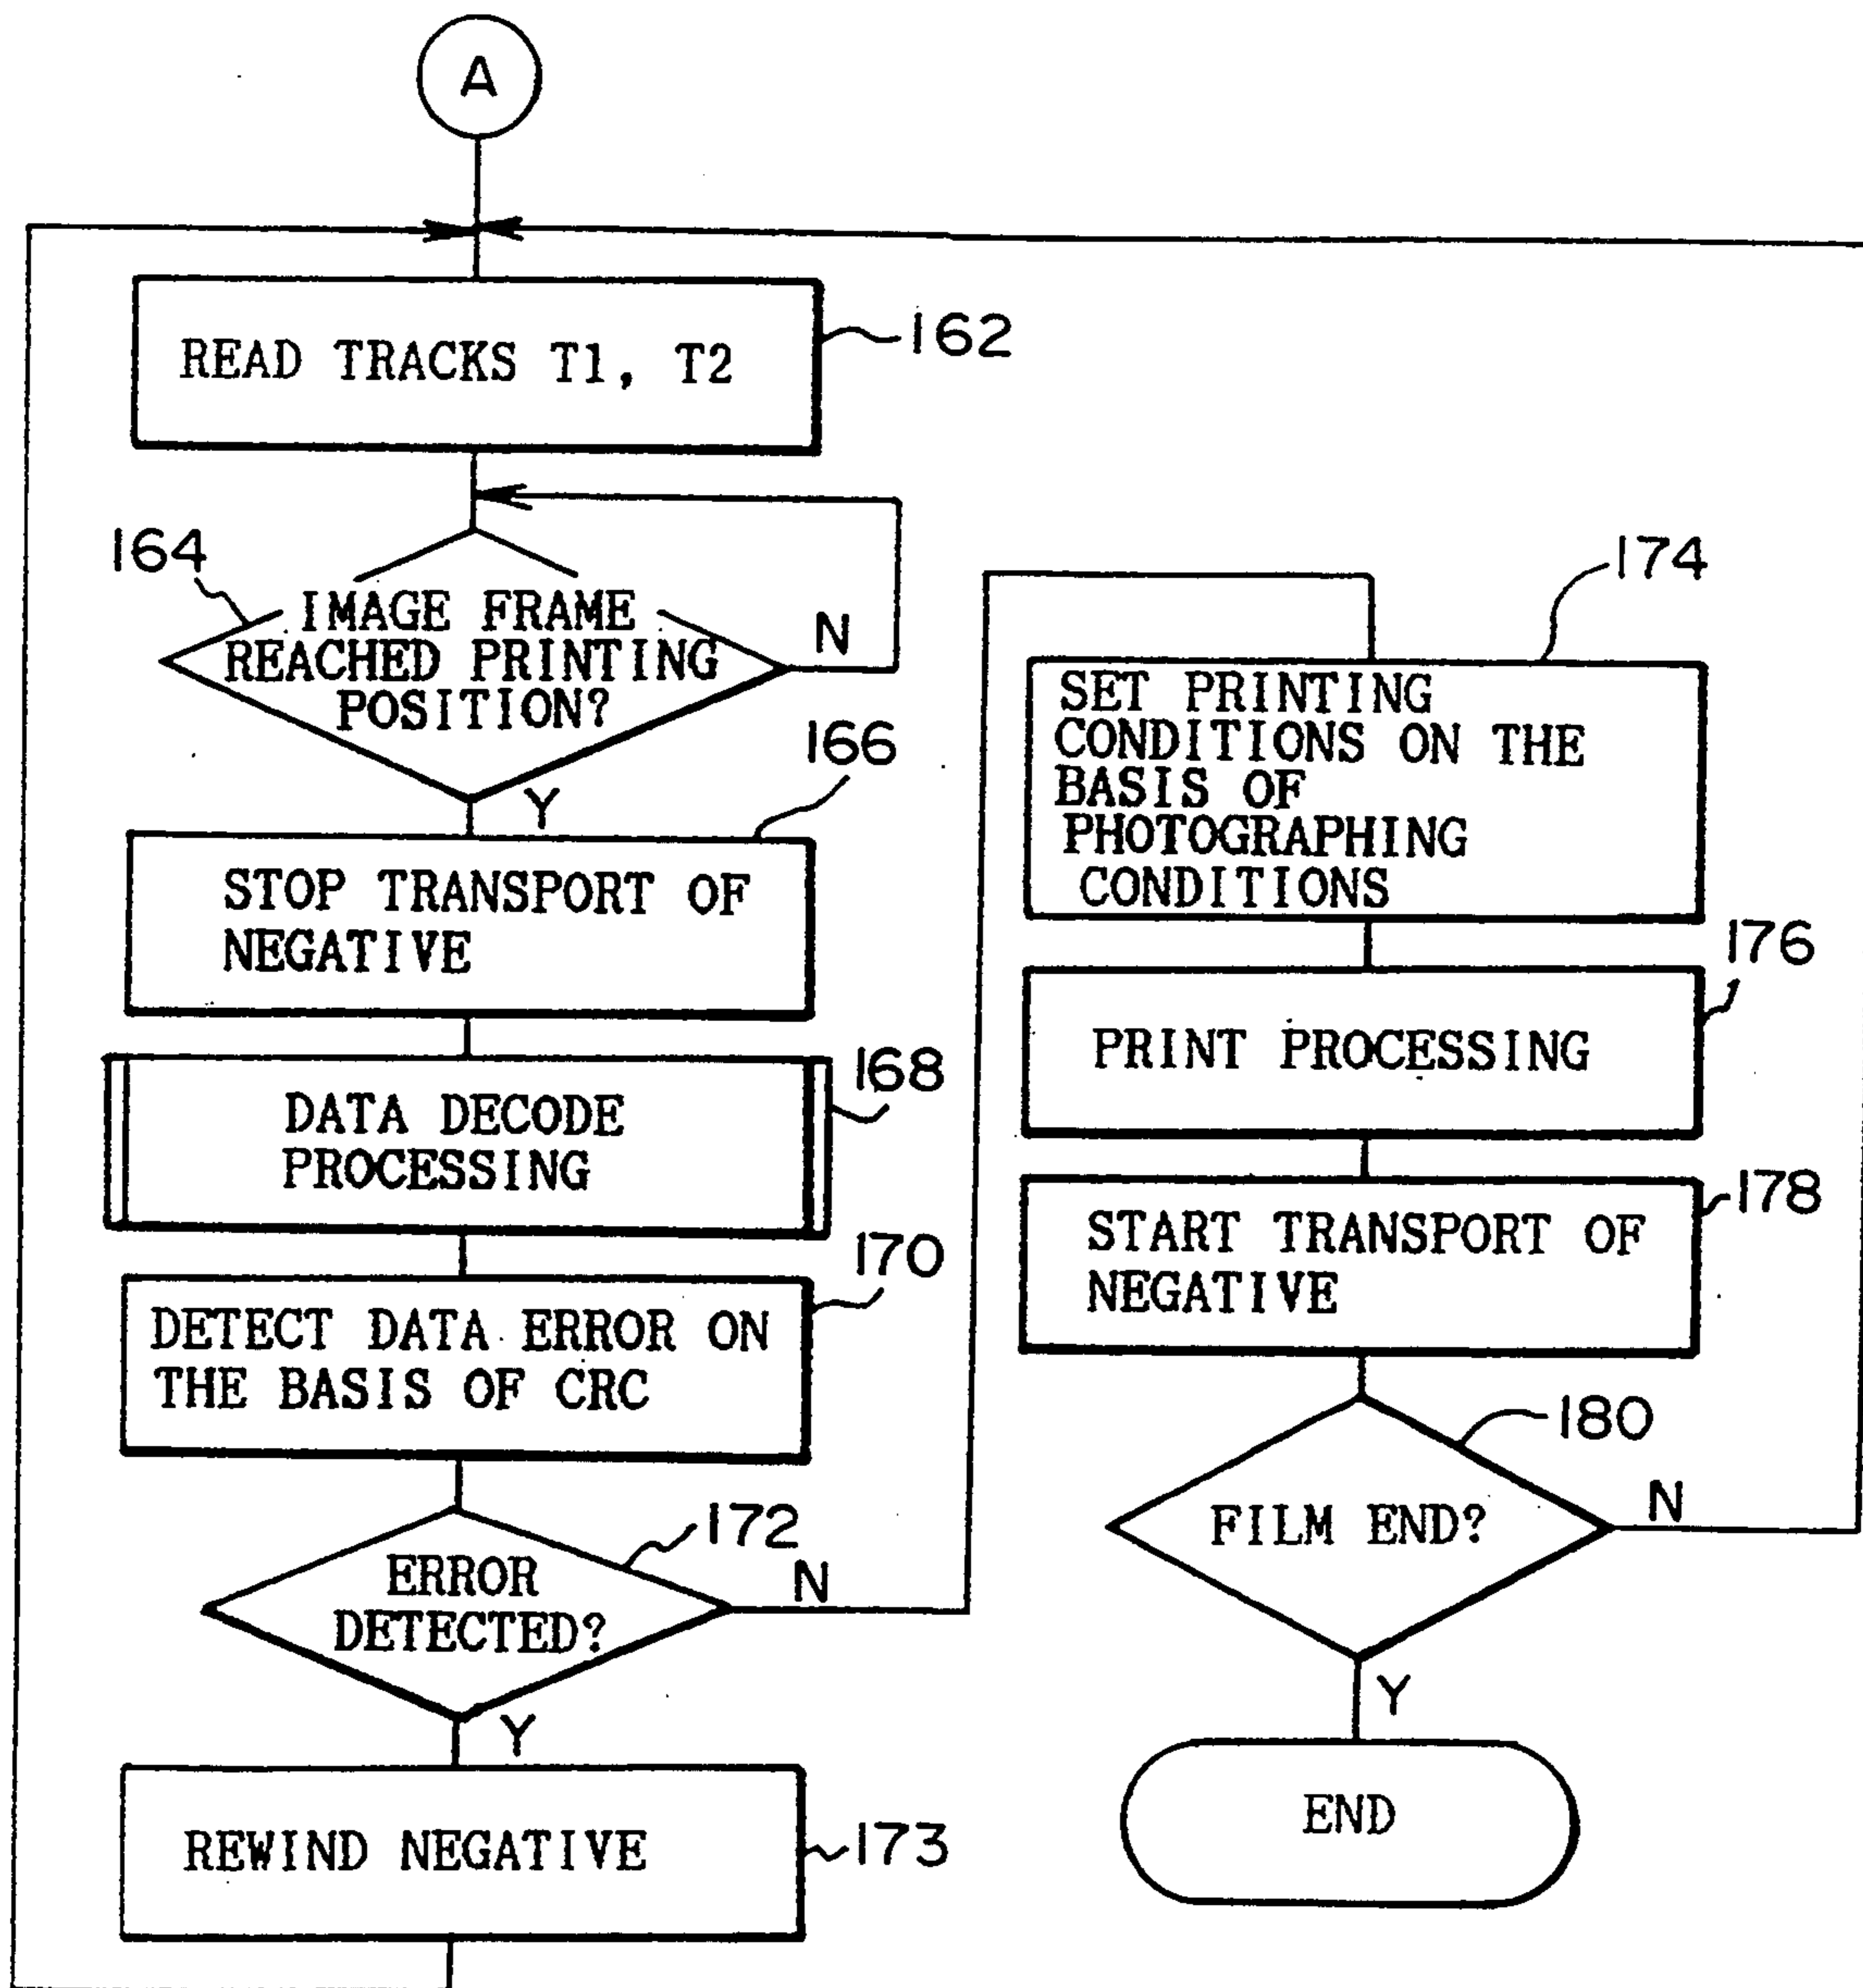 A
READ TRACKS T1, T2
162
164
IMAGE FRAME
REACHED PRINTING
POSITION?
N
Y
166
STOP TRANSPORT OF
NEGATIVE
168
DATA DECODE
PROCESSING
170
DETECT DATA ERROR ON
THE BASIS OF CRC
172
ERROR
DETECTED?
N
Y
REWIND NEGATIVE
173
174
SET PRINTING
CONDITIONS ON THE
BASIS OF
PHOTOGRAPHING
CONDITIONS
176
PRINT PROCESSING
178
START TRANSPORT OF
NEGATIVE
180
FILM END?
N
Y
END